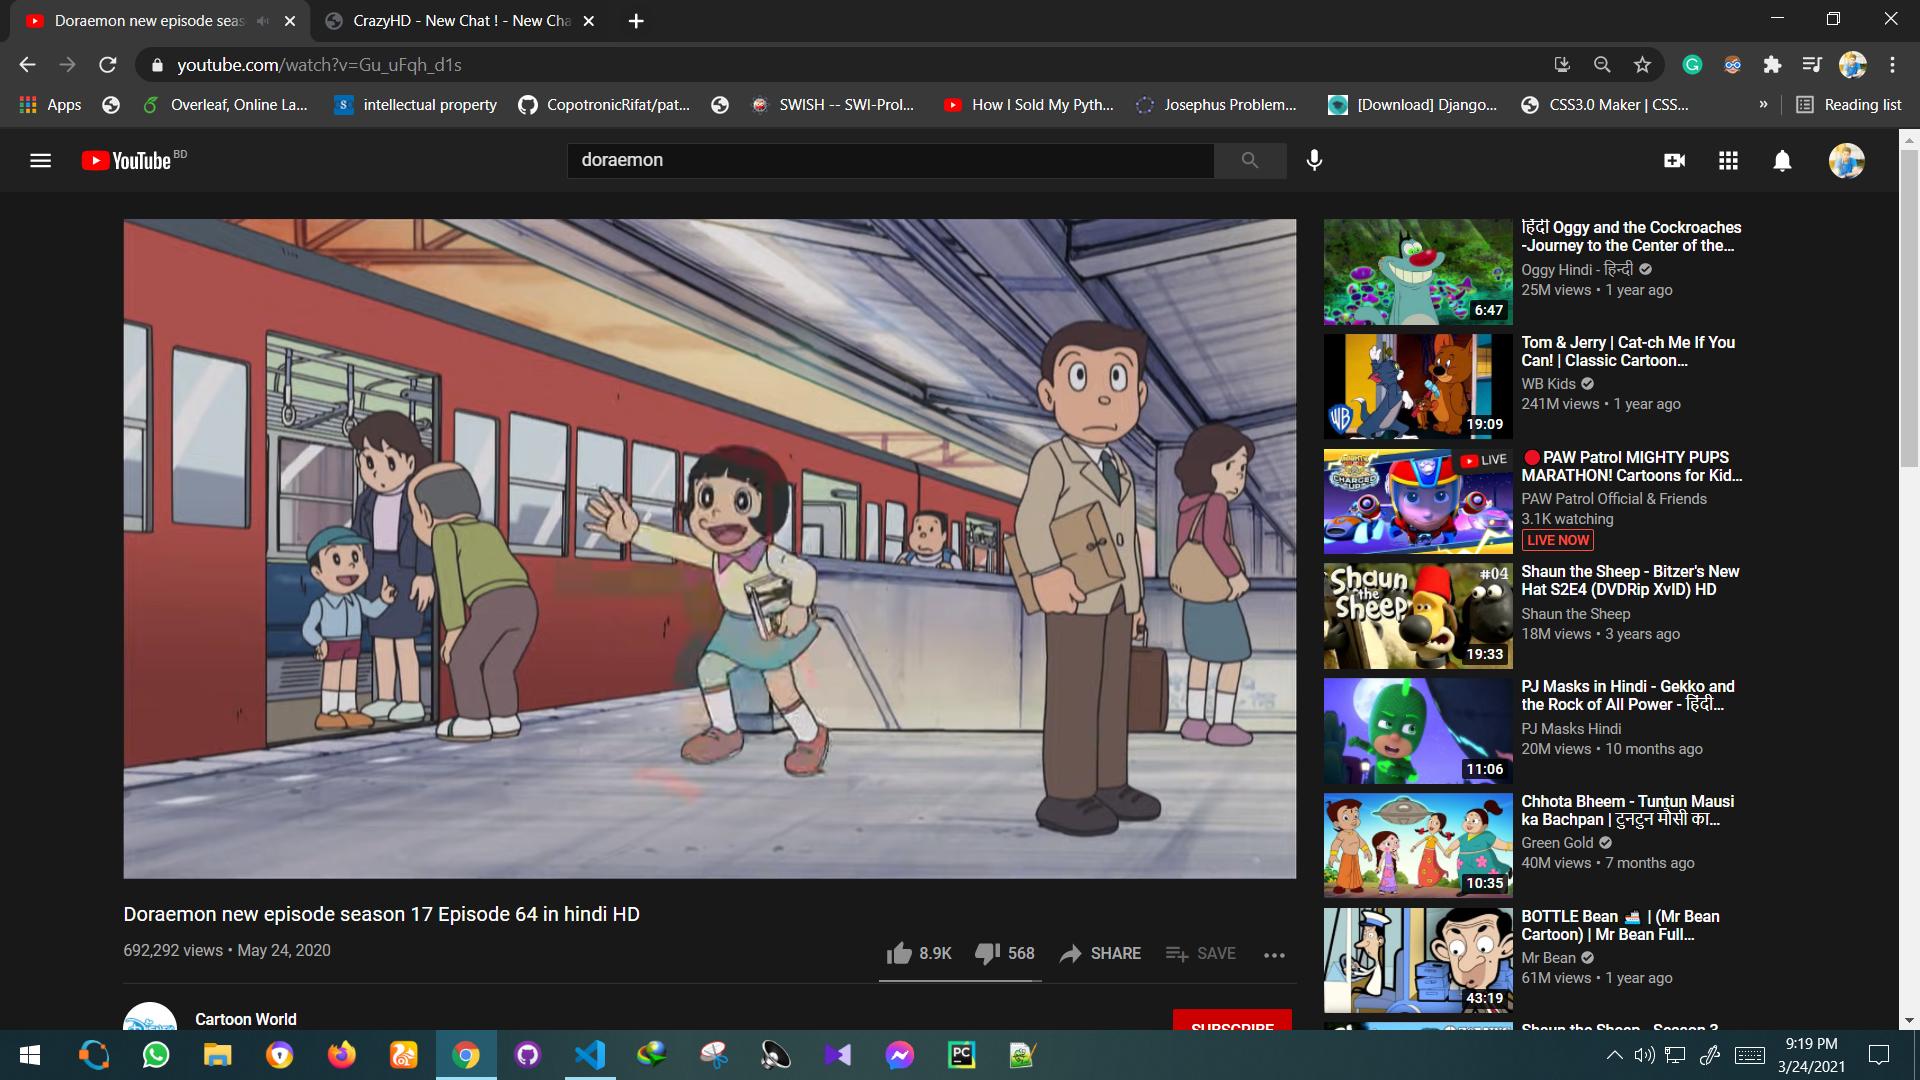 Doraemon new episode seas
CrazyHD - New Chat ! - New Cha
youtube.com/watch?v=Gu_uFqh_d1s
Apps
Overleaf, Online La...
intellectual property
CopotronicRifat/pat...
SWISH -- SWI-Prol...
How I Sold My Pyth...
Josephus Problem...
[Download] Django...
CSS3.0 Maker | CSS...
»
Reading list
YouTube BD
doraemon
हिंदी Oggy and the Cockroaches
-Journey to the Center of the...
Oggy Hindi - हिन्दी
25M views • 1 year ago
6:47
Tom & Jerry | Cat-ch Me If You
Can! | Classic Cartoon...
WB Kids
241M views • 1 year ago
WB
19:09
PAW Patrol MIGHTY PUPS
MARATHON! Cartoons for Kid...
PAW Patrol Official & Friends
3.1K watching
LIVE NOW
LIVE
CHARGED UP
Shaun the Sheep - Bitzer's New
Hat S2E4 (DVDRip XvID) HD
Shaun the Sheep
18M views • 3 years ago
Shaun
the
Sheep
#04
19:33
PJ Masks in Hindi - Gekko and
the Rock of All Power - हिंदी...
PJ Masks Hindi
20M views • 10 months ago
11:06
Chhota Bheem - Tuntun Mausi
ka Bachpan | टुनटुन मौसी का...
Green Gold
40M views • 7 months ago
10:35
BOTTLE Bean 🚢 | (Mr Bean
Cartoon) | Mr Bean Full...
Mr Bean
61M views • 1 year ago
43:19
Shaun the Sheep - Season 3
Doraemon new episode season 17 Episode 64 in hindi HD
692,292 views • May 24, 2020
8.9K
568
SHARE
SAVE
Cartoon World
SUBSCRIBE
PC
9:19 PM
3/24/2021